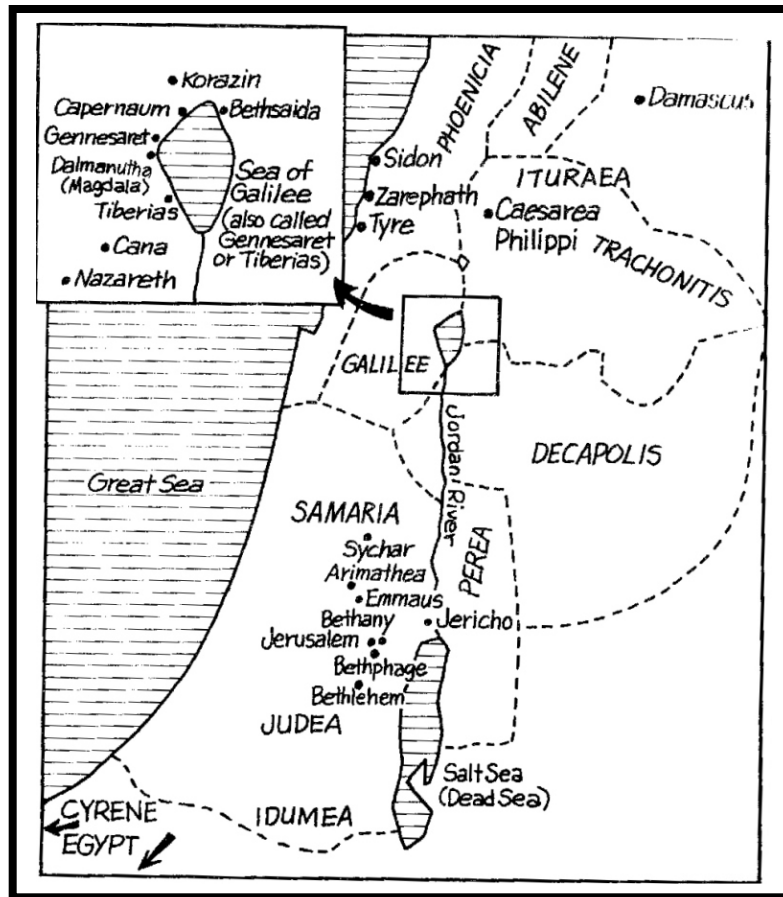 Korazin
Capernaum
Bethsaida
Gennesaret
Dalmanutha
(Magdala)
Tiberias
Sea of
Galilee
(also called
Gennesaret
or Tiberias)
Cana
Nazareth
PHOENICIA
ABILENE
Damascus
Sidon
Zarephath
Tyre
ITURAEA
Caesarea
Philippi
TRACHONITIS
GALILEE
Jordan River
DECAPOLIS
Great Sea
SAMARIA
Sychar
PEREA
Arimathea
Emmaus
Bethany
Jericho
Jerusalem
Bethphage
Bethlehem
JUDEA
Salt Sea
(Dead Sea)
IDUMEA
CYRENE
EGYPT